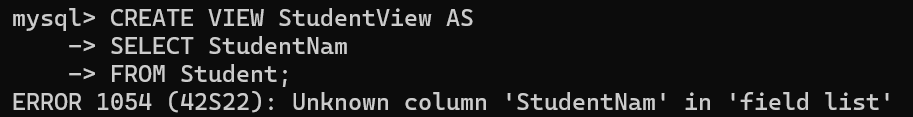 mysql> CREATE VIEW StudentView AS
    -> SELECT StudentNam
    -> FROM Student;
ERROR 1054 (42S22): Unknown column 'StudentNam' in 'field list'